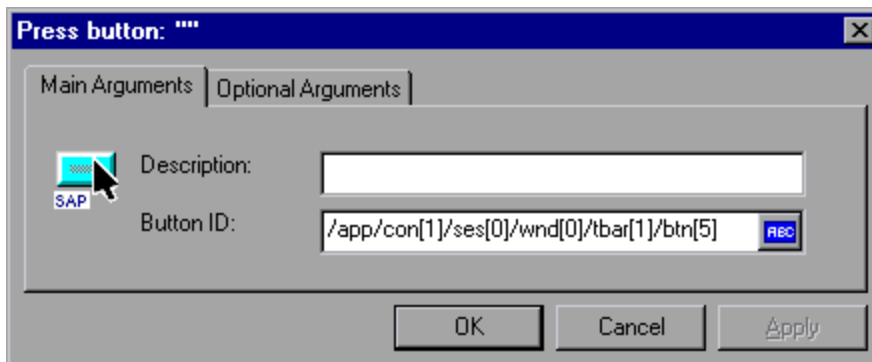 Press button: ""
Main Arguments
Optional Arguments
SAP
Description:
Button ID:
/app/con[1]/ses[0]/wnd[0]/tbar[1]/btn[5]
ABC
OK
Cancel
Apply